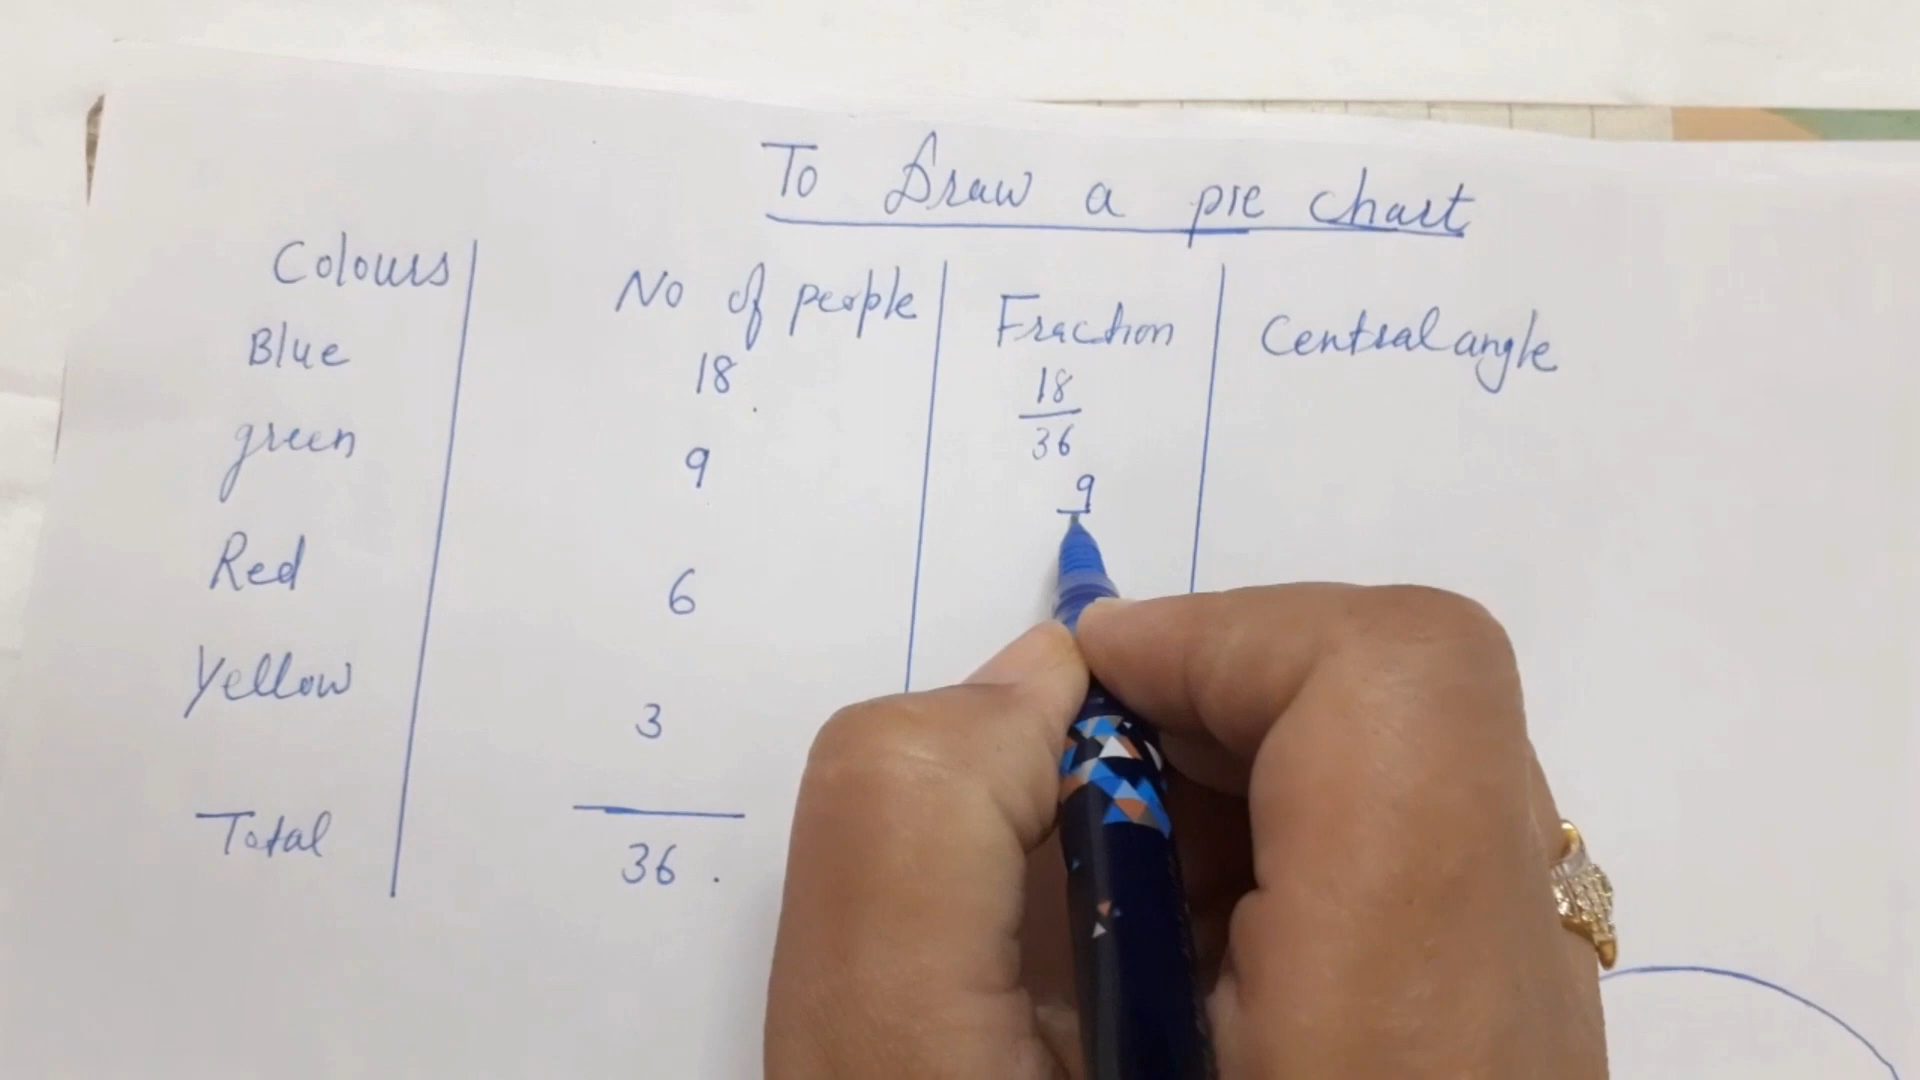 To Draw a pie chart
Colours No of people Fraction Central angle
Blue 18 18/36
green 9 9
Red 6
Yellow 3
Total 36 .